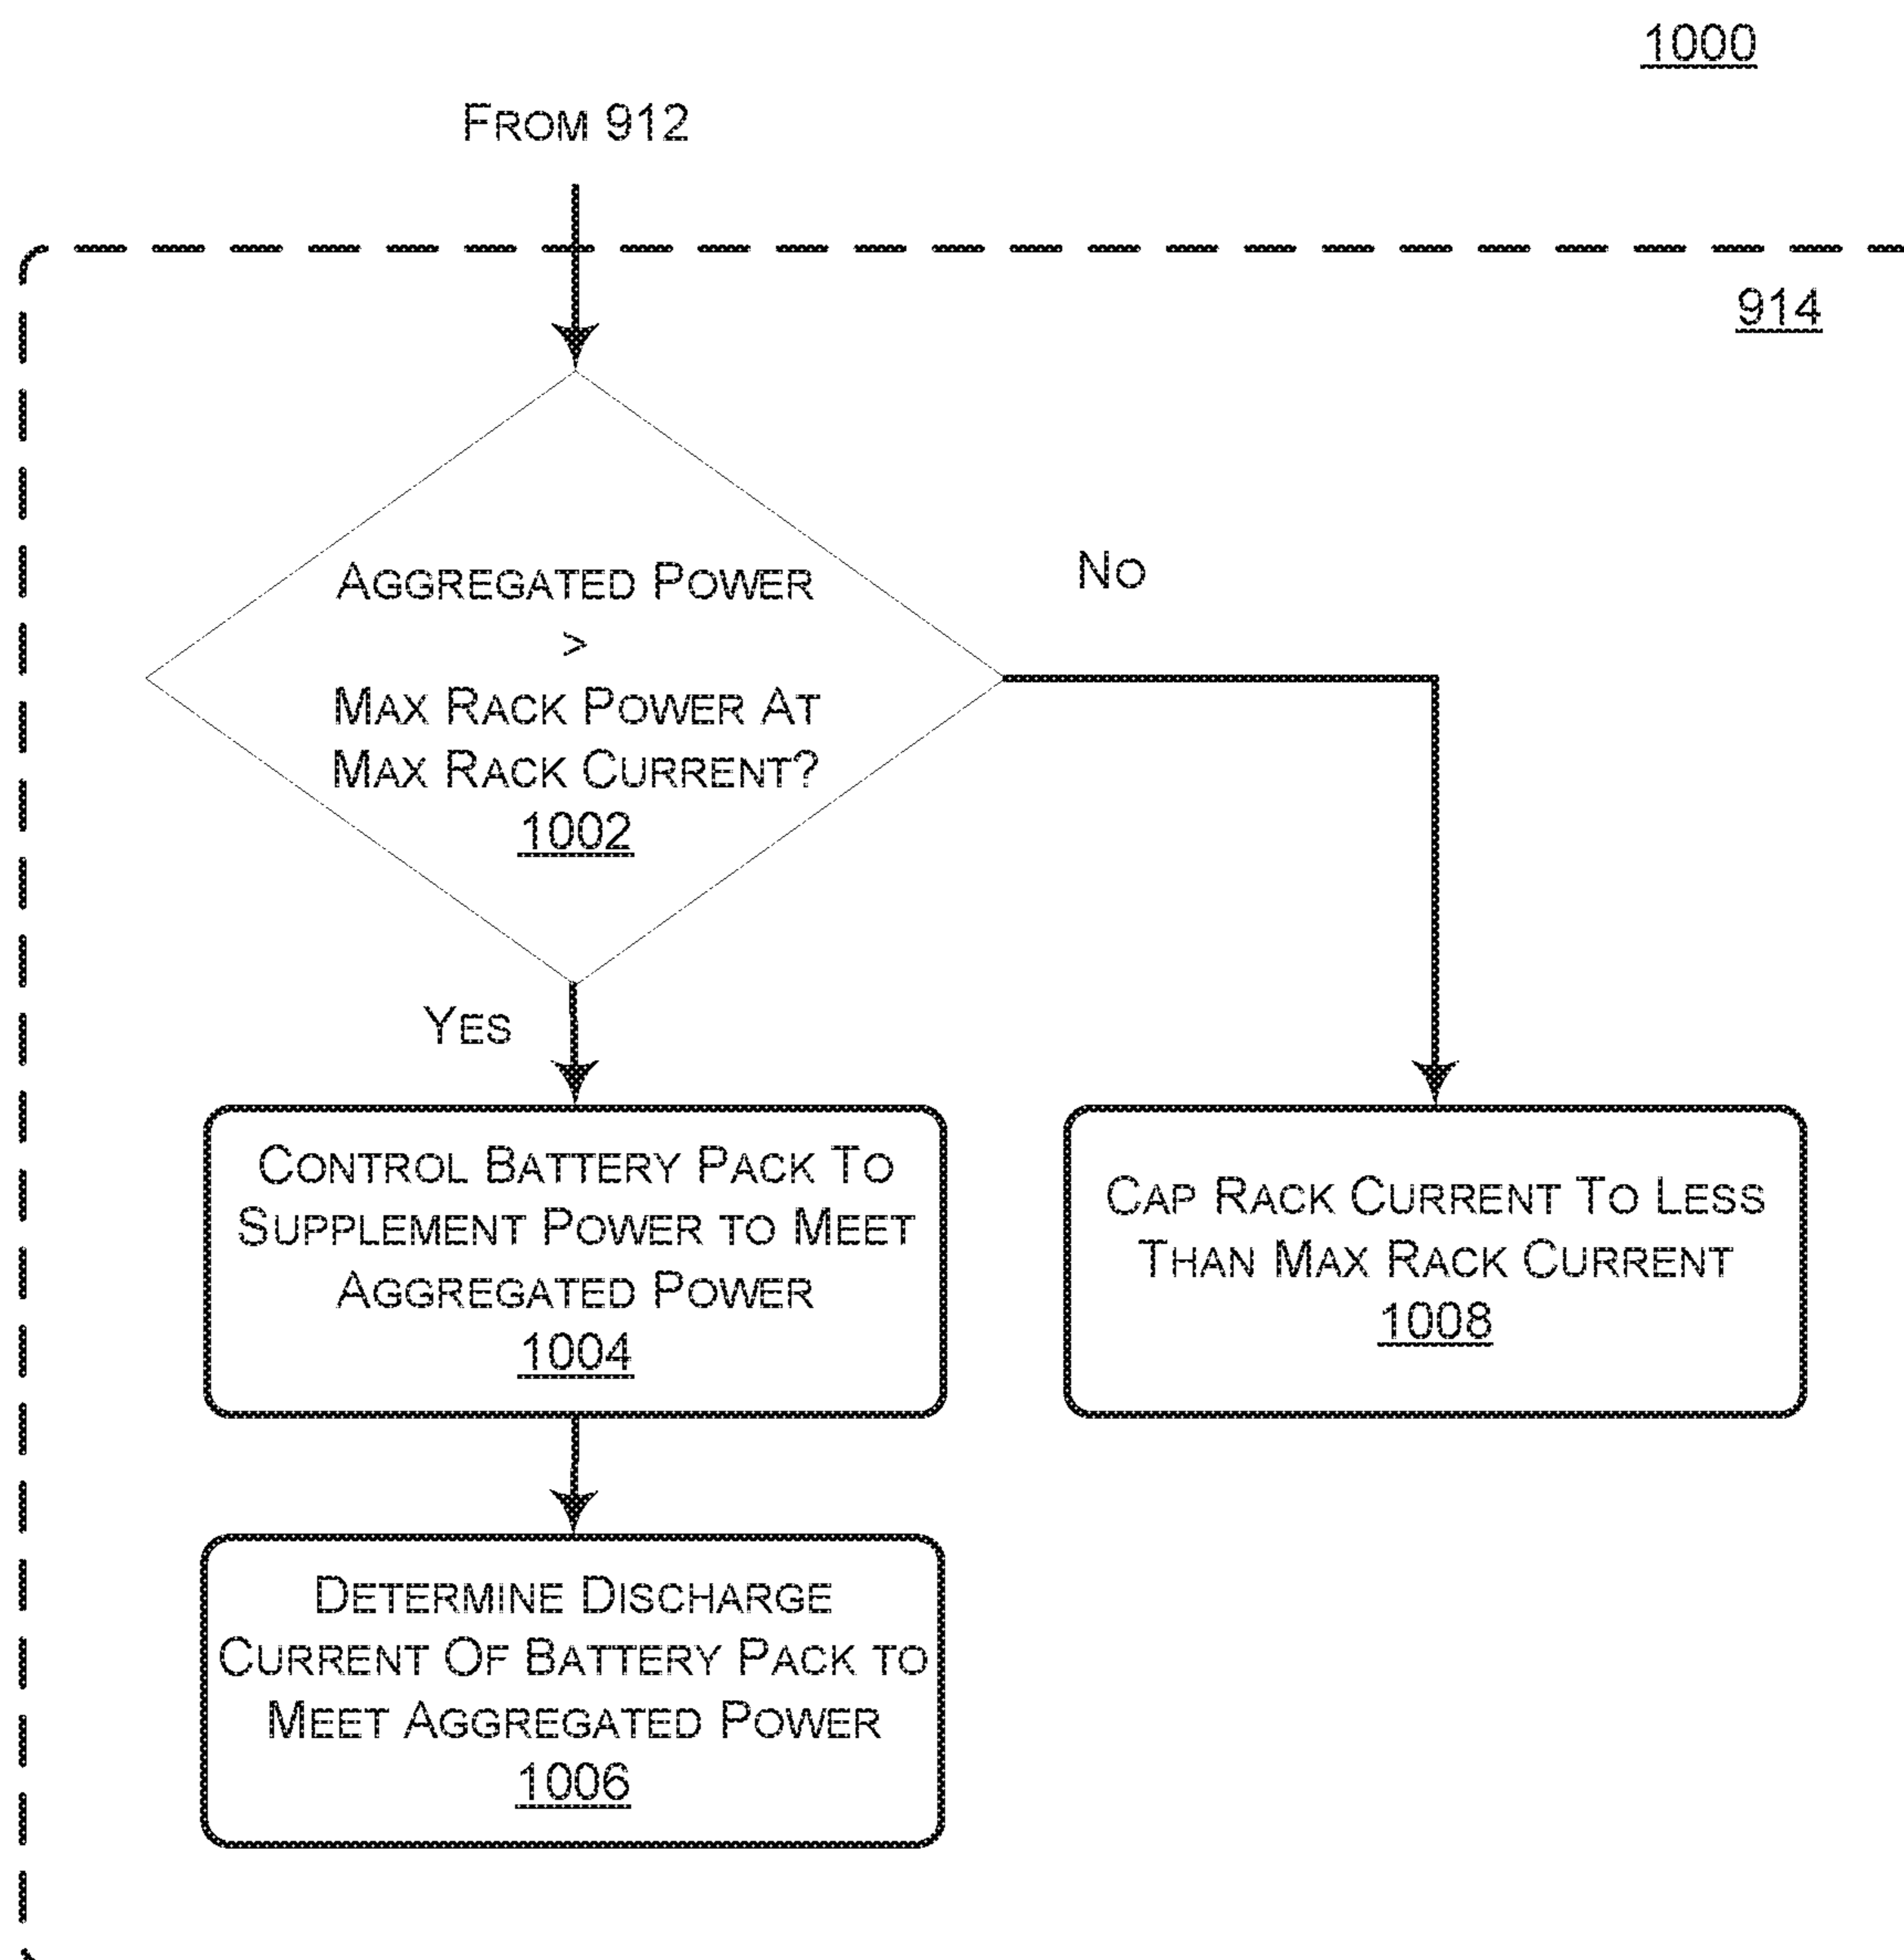 1000
FROM 912
914
AGGREGATED POWER
>
MAX RACK POWER AT
MAX RACK CURRENT?
1002
NO
YES
CONTROL BATTERY PACK TO
SUPPLEMENT POWER TO MEET
AGGREGATED POWER
1004
CAP RACK CURRENT TO LESS
THAN MAX RACK CURRENT
1008
DETERMINE DISCHARGE
CURRENT OF BATTERY PACK TO
MEET AGGREGATED POWER
1006